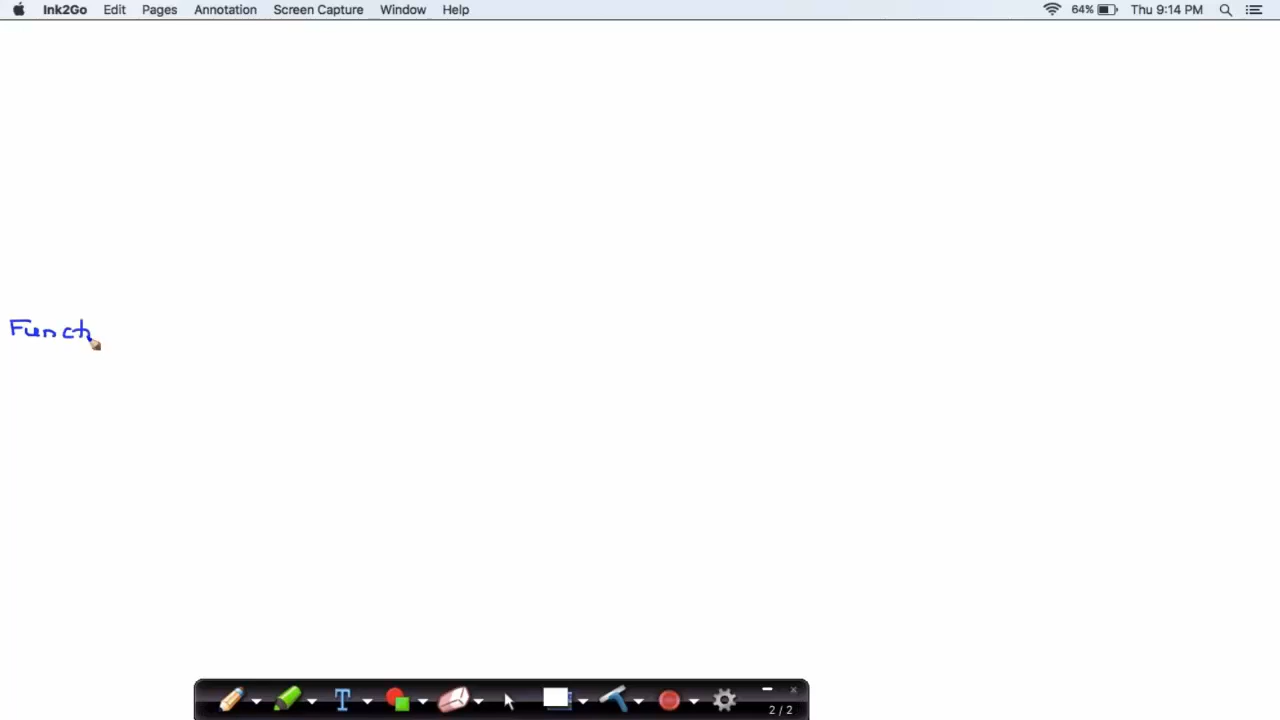 Ink2Go Edit Pages Annotation Screen Capture Window Help 64% Thu 9:14 PM
Funct
T
2 / 2